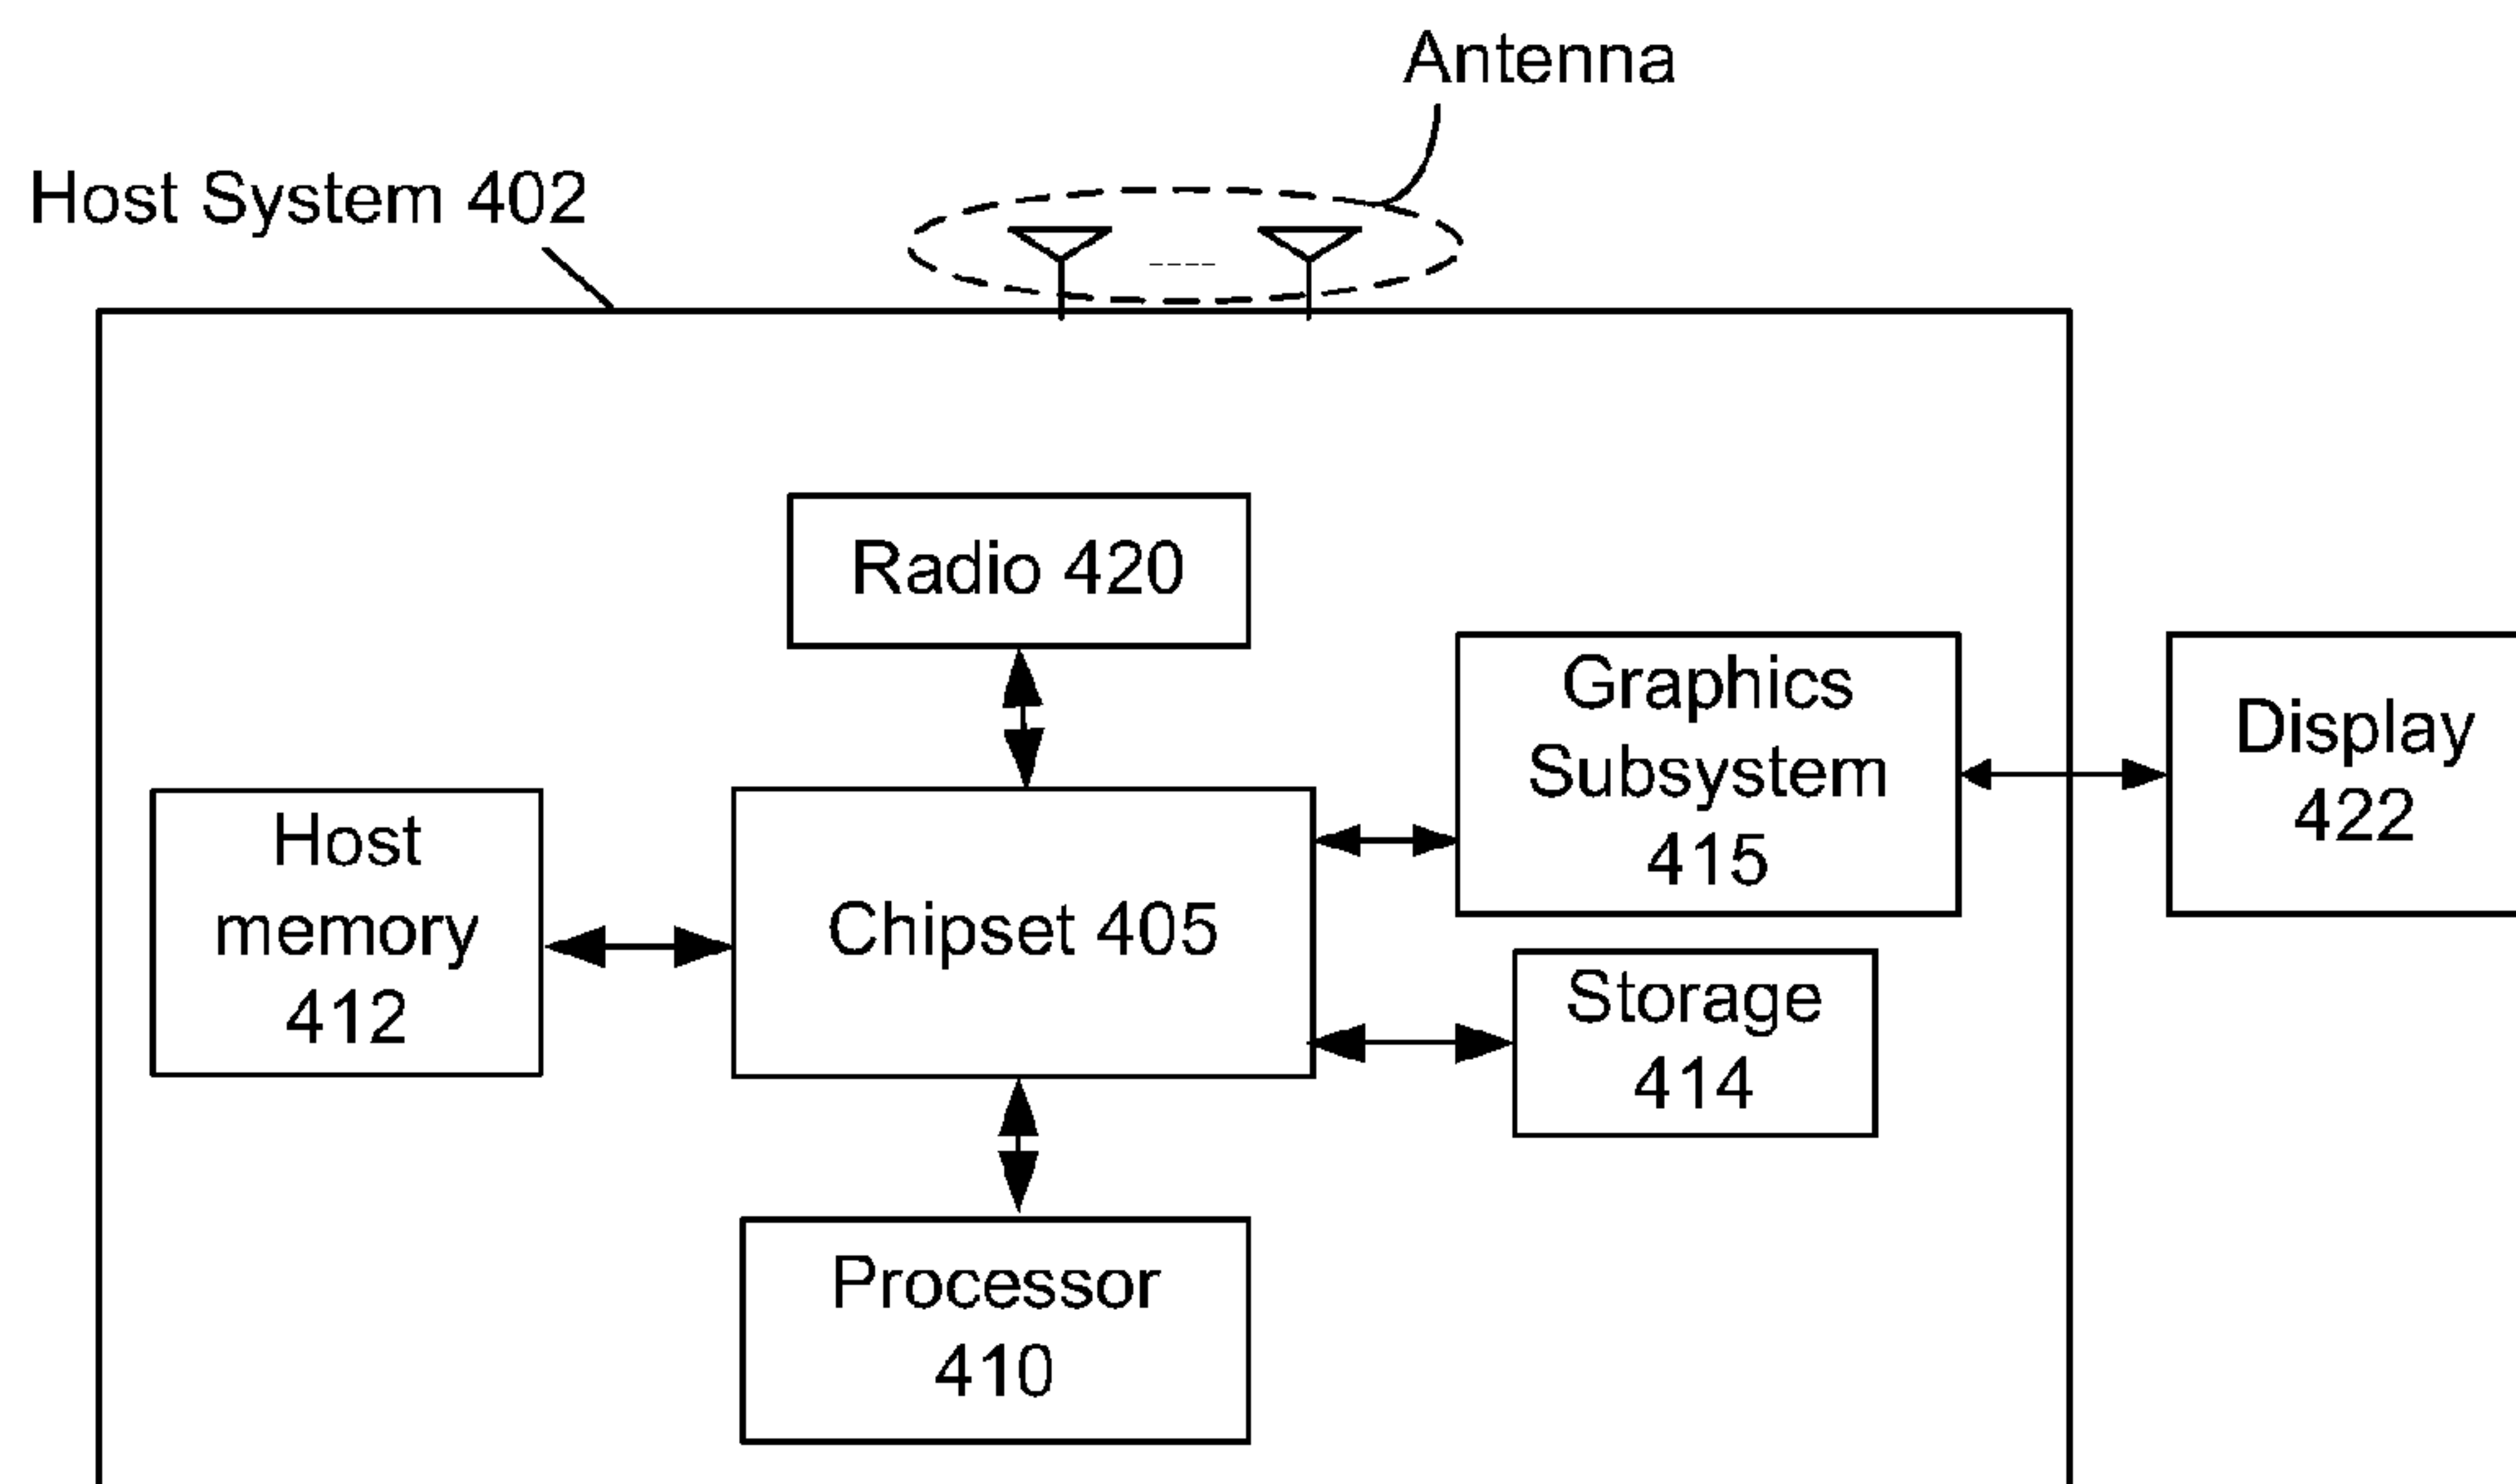 Antenna
Host System 402
Radio 420
Graphics
Subsystem
415
Display
422
Host
memory
412
Chipset 405
Storage
414
Processor
410